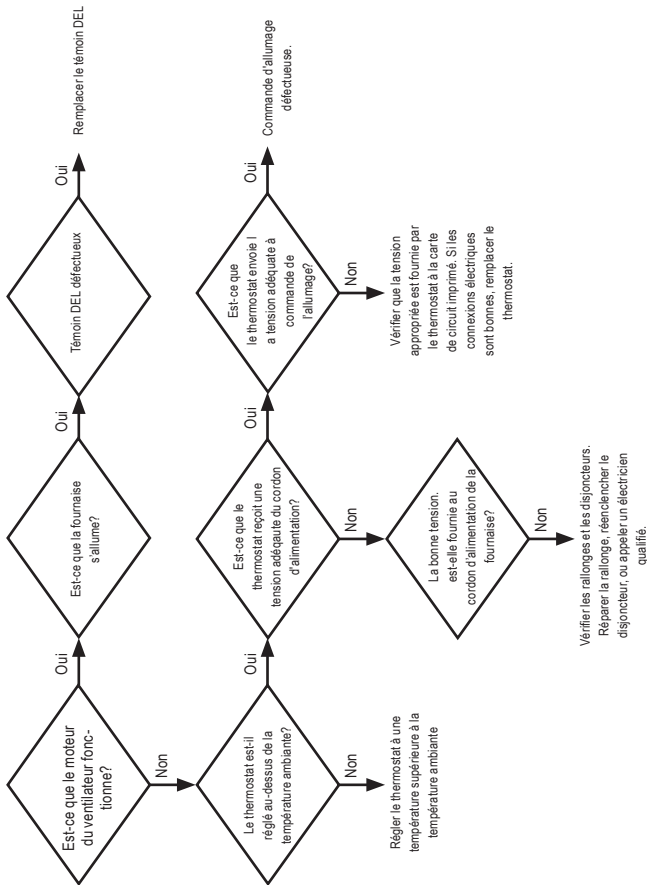 Est-ce que le moteur
du ventilateur fonc-
tionne?
Oui
Non
Est-ce que la fournaise
s'allume?
Oui
Témoin DEL défectueux
Oui
Remplacer le témoin DEL
Le thermostat est-il
réglé au-dessus de la
température ambiante?
Oui
Non
Régler le thermostat à une
température supérieure à la
température ambiante
Est-ce que le
thermostat reçoit une
tension adéqaute du cordon
d'alimentation?
Oui
Non
La bonne tension.
est-elle fournie au
cordon d'alimentation de la
fournaise?
Non
Vérifier les rallonges et les disjoncteurs.
Réparer la rallonge, réenclencher le
disjoncteur, ou appeler un électricien
qualifié.
Est-ce que
le thermostat envoie l
a tension adéquate à
commande de
l'allumage?
Oui
Non
Vérifier que la tension
appropriée est fournie par
le thermostat à la carte
de circuit imprimé. Si les
connexions électriques
sont bonnes, remplacer le
thermostat.
Commande d'allumage
défectueuse.